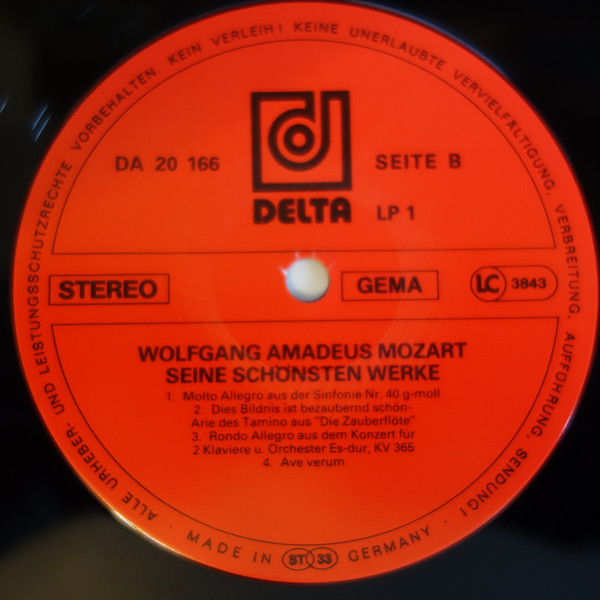 ALLE URHEBER- UND LEISTUNGSSCHUTZRECHTE VORBEHALTEN. KEIN VERLEIH! KEINE UNERLAUBTE VERVIELFÄLTIGUNG, VERBREITUNG, AUFFÜHRUNG, SENDUNG!
d
DA 20 166
SEITE B
DELTA
LP 1
STEREO
GEMA
LC 3843
WOLFGANG AMADEUS MOZART
SEINE SCHÖNSTEN WERKE
1. Molto Allegro aus der Sinfonie Nr. 40 g-moll
2. Dies Bildnis ist bezaubernd schön-
Arie des Tamino aus "Die Zauberflöte"
3. Rondo Allegro aus dem Konzert für
2 Klaviere u. Orchester Es-dur, KV 365
4. Ave verum
· MADE IN ST 33 GERMANY ·